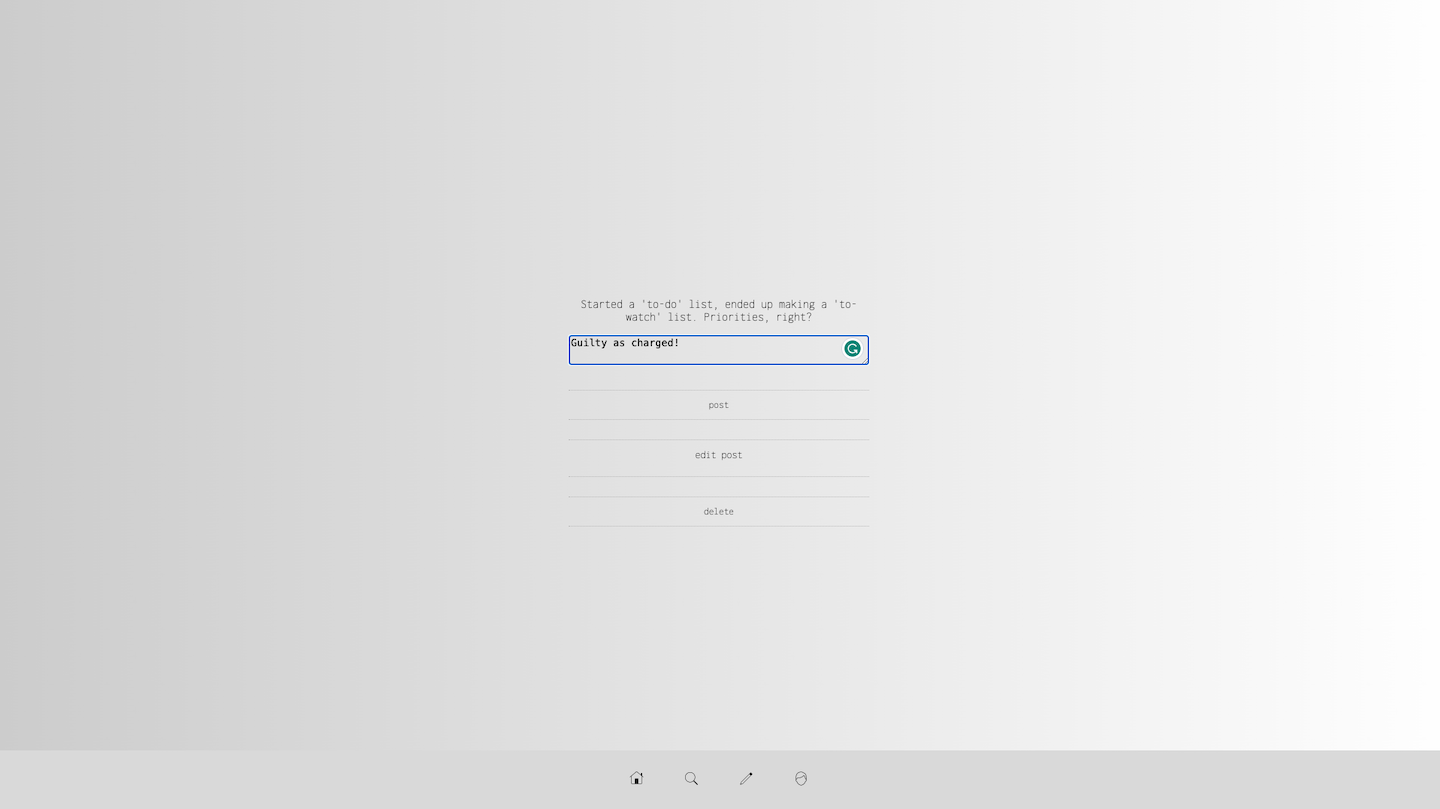 Started a 'to-do' list, ended up making a 'to-
watch' list. Priorities, right?
Guilty as charged!
post
edit post
delete